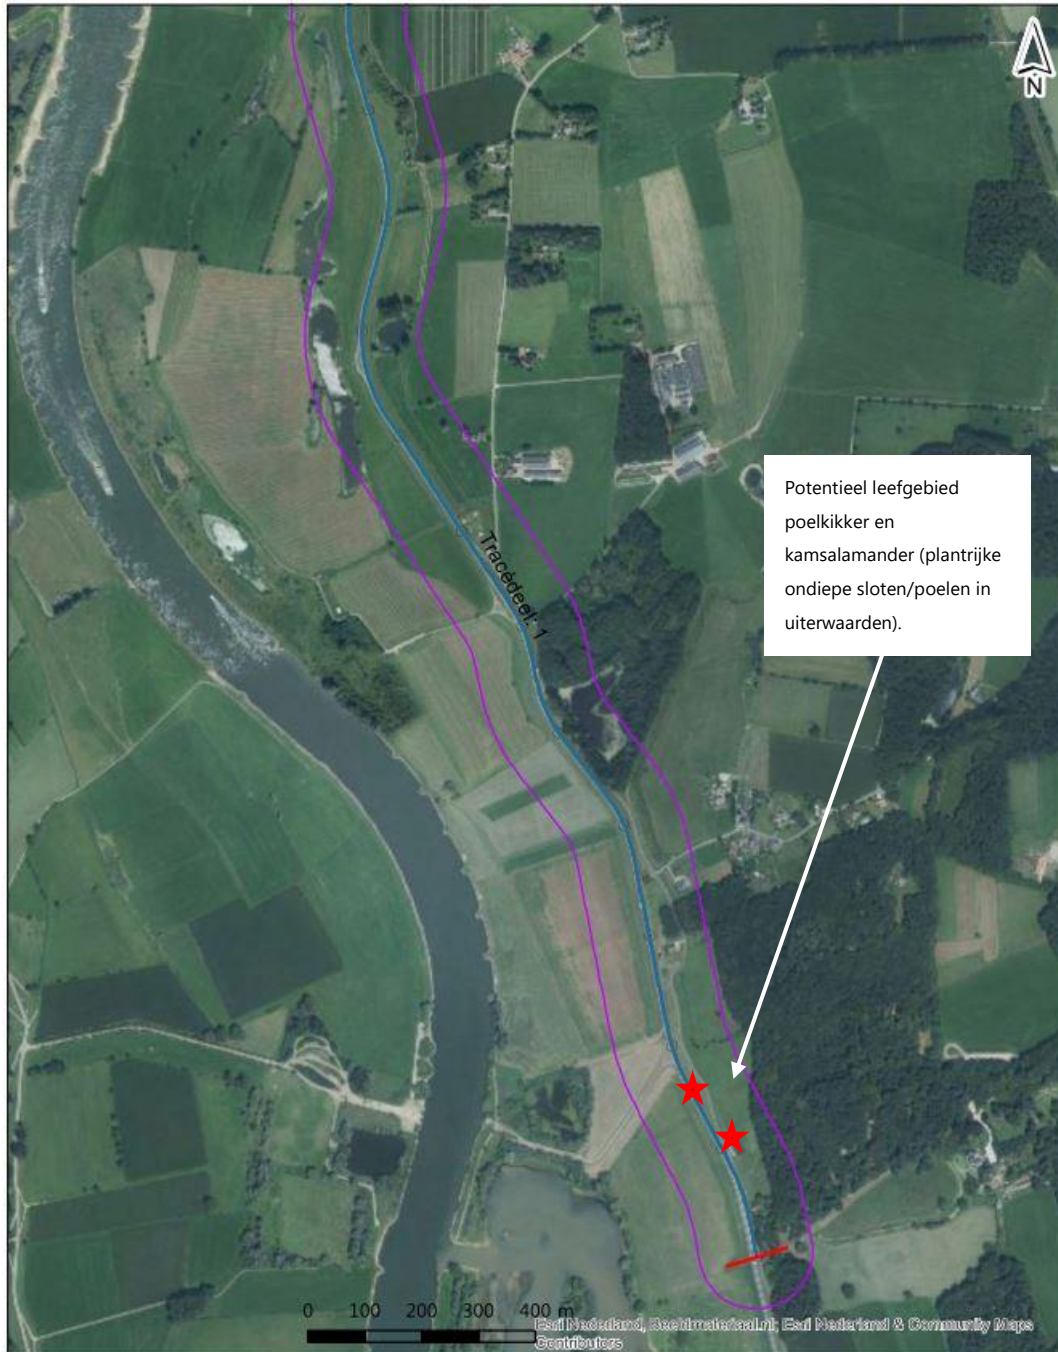 N
Potentieel leefgebied
poelkikker en
kamsalamander (plantrijke
ondiepe sloten/poelen in
uiterwaarden).
Tracédeel: 1
0 100 200 300 400 m
Esri Nederland, Beeldmateriaal.nl; Esri Nederland & Community Maps
Contributors